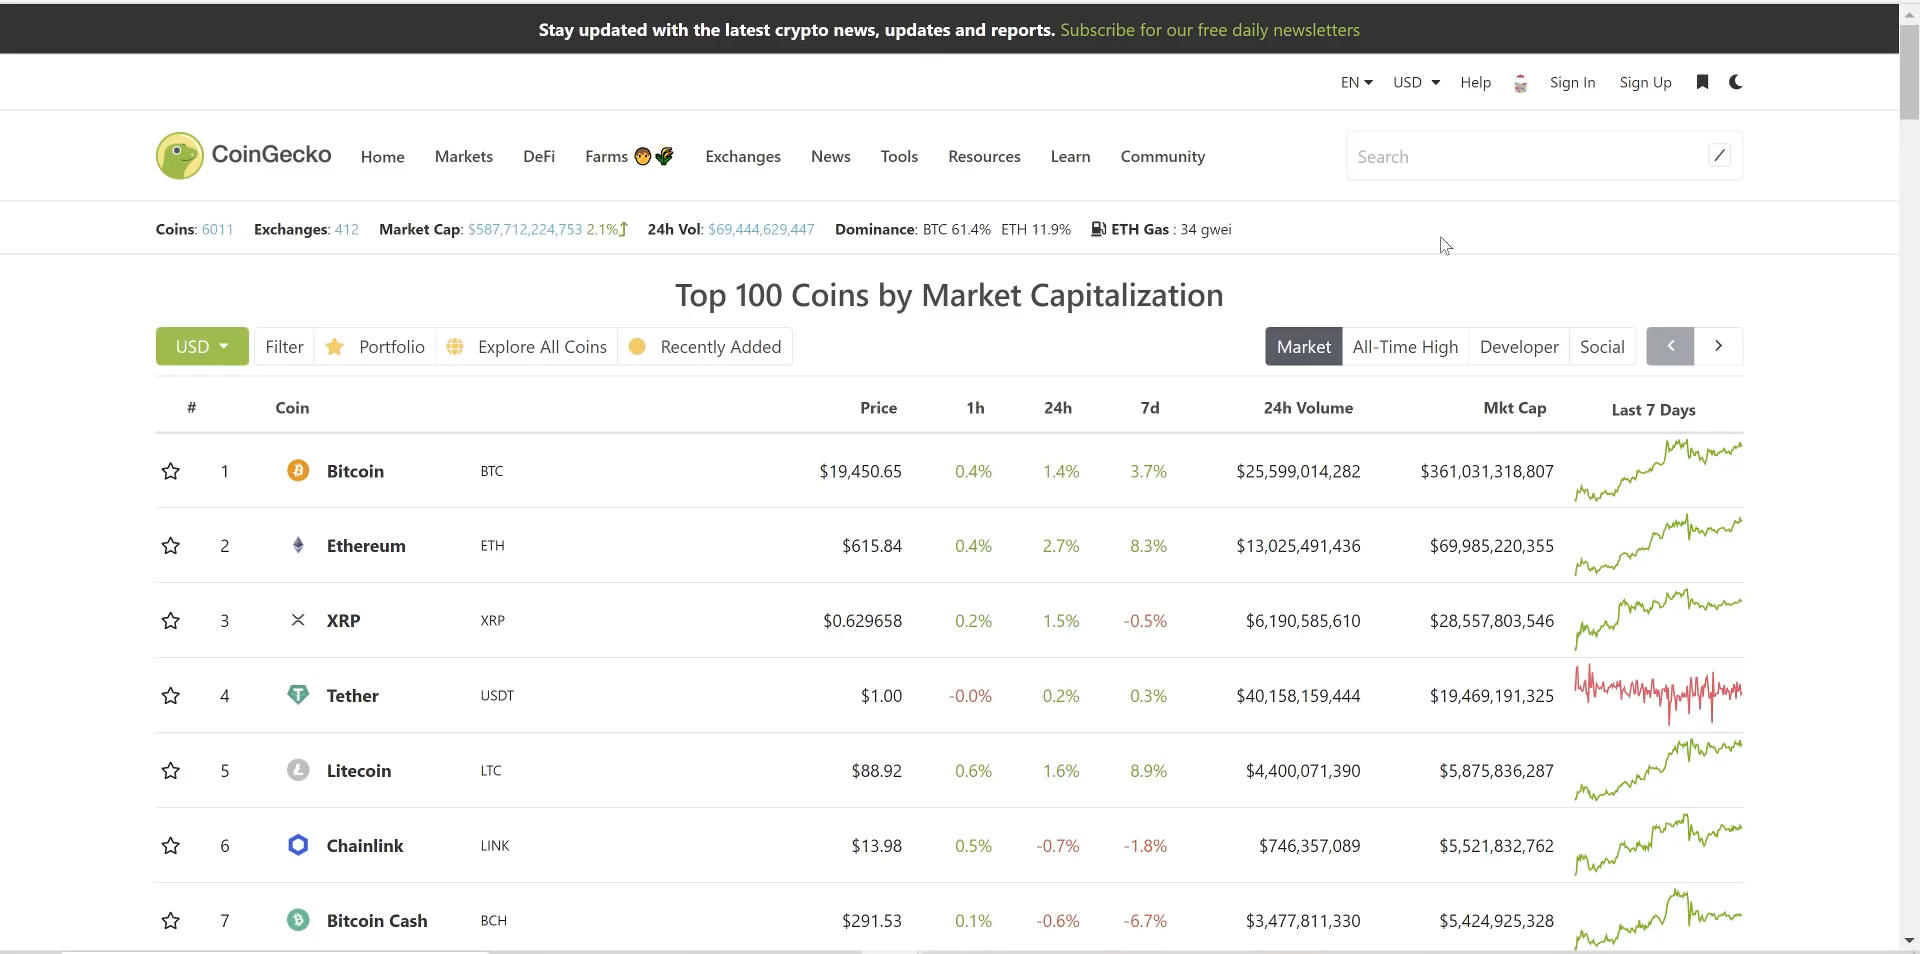 Stay updated with the latest crypto news, updates and reports. Subscribe for our free daily newsletters
EN USD Help Sign In Sign Up
CoinGecko Home Markets DeFi Farms Exchanges News Tools Resources Learn Community Search /
Coins: 6011 Exchanges: 412 Market Cap: $587,712,224,753 2.1% 24h Vol: $69,444,629,447 Dominance: BTC 61.4% ETH 11.9% ETH Gas : 34 gwei
Top 100 Coins by Market Capitalization
USD Filter Portfolio Explore All Coins Recently Added Market All-Time High Developer Social
# Coin Price 1h 24h 7d 24h Volume Mkt Cap Last 7 Days
1 Bitcoin BTC $19,450.65 0.4% 1.4% 3.7% $25,599,014,282 $361,031,318,807
2 Ethereum ETH $615.84 0.4% 2.7% 8.3% $13,025,491,436 $69,985,220,355
3 XRP XRP $0.629658 0.2% 1.5% -0.5% $6,190,585,610 $28,557,803,546
4 Tether USDT $1.00 -0.0% 0.2% 0.3% $40,158,159,444 $19,469,191,325
5 Litecoin LTC $88.92 0.6% 1.6% 8.9% $4,400,071,390 $5,875,836,287
6 Chainlink LINK $13.98 0.5% -0.7% -1.8% $746,357,089 $5,521,832,762
7 Bitcoin Cash BCH $291.53 0.1% -0.6% -6.7% $3,477,811,330 $5,424,925,328